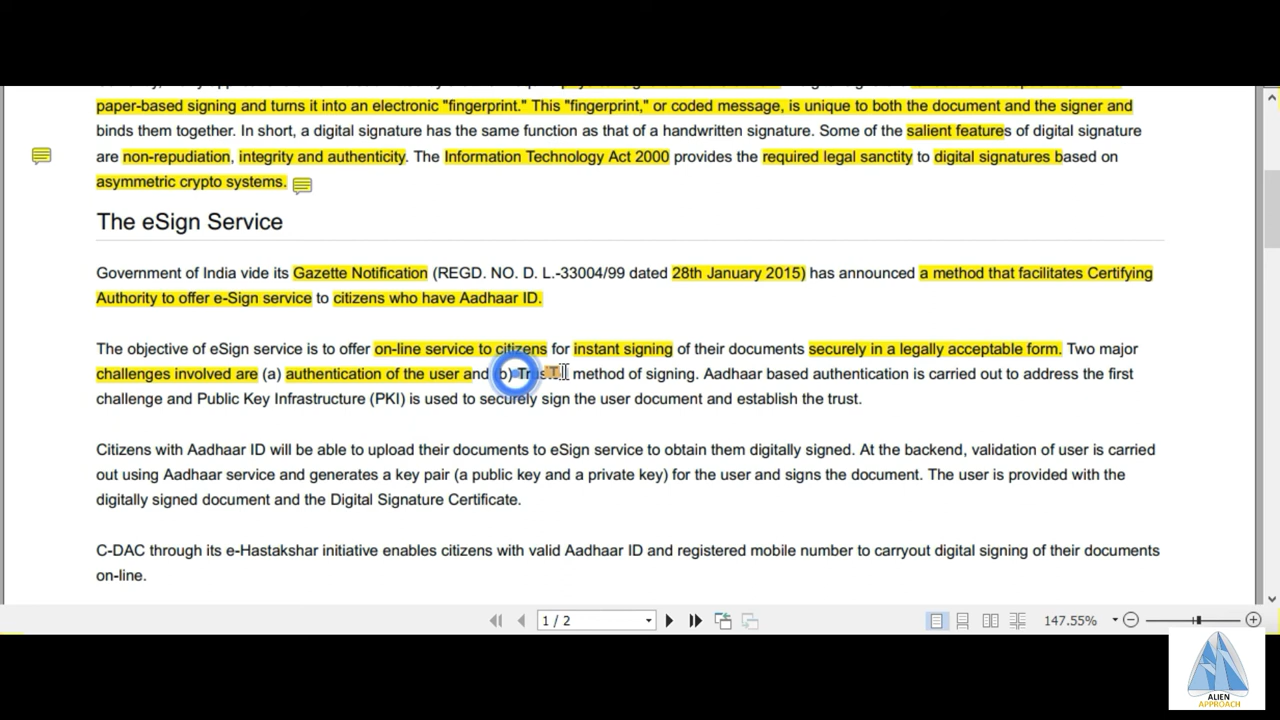 paper-based signing and turns it into an electronic "fingerprint." This "fingerprint," or coded message, is unique to both the document and the signer and
binds them together. In short, a digital signature has the same function as that of a handwritten signature. Some of the salient features of digital signature
are non-repudiation, integrity and authenticity. The Information Technology Act 2000 provides the required legal sanctity to digital signatures based on
asymmetric crypto systems.
The eSign Service
Government of India vide its Gazette Notification (REGD. NO. D. L.-33004/99 dated 28th January 2015) has announced a method that facilitates Certifying
Authority to offer e-Sign service to citizens who have Aadhaar ID.
The objective of eSign service is to offer on-line service to citizens for instant signing of their documents securely in a legally acceptable form. Two major
challenges involved are (a) authentication of the user and (b) method of signing. Aadhaar based authentication is carried out to address the first
challenge and Public Key Infrastructure (PKI) is used to securely sign the user document and establish the trust.
Citizens with Aadhaar ID will be able to upload their documents to eSign service to obtain them digitally signed. At the backend, validation of user is carried
out using Aadhaar service and generates a key pair (a public key and a private key) for the user and signs the document. The user is provided with the
digitally signed document and the Digital Signature Certificate.
C-DAC through its e-Hastakshar initiative enables citizens with valid Aadhaar ID and registered mobile number to carryout digital signing of their documents
on-line.
1 / 2
147.55%
ALIEN
APPROACH